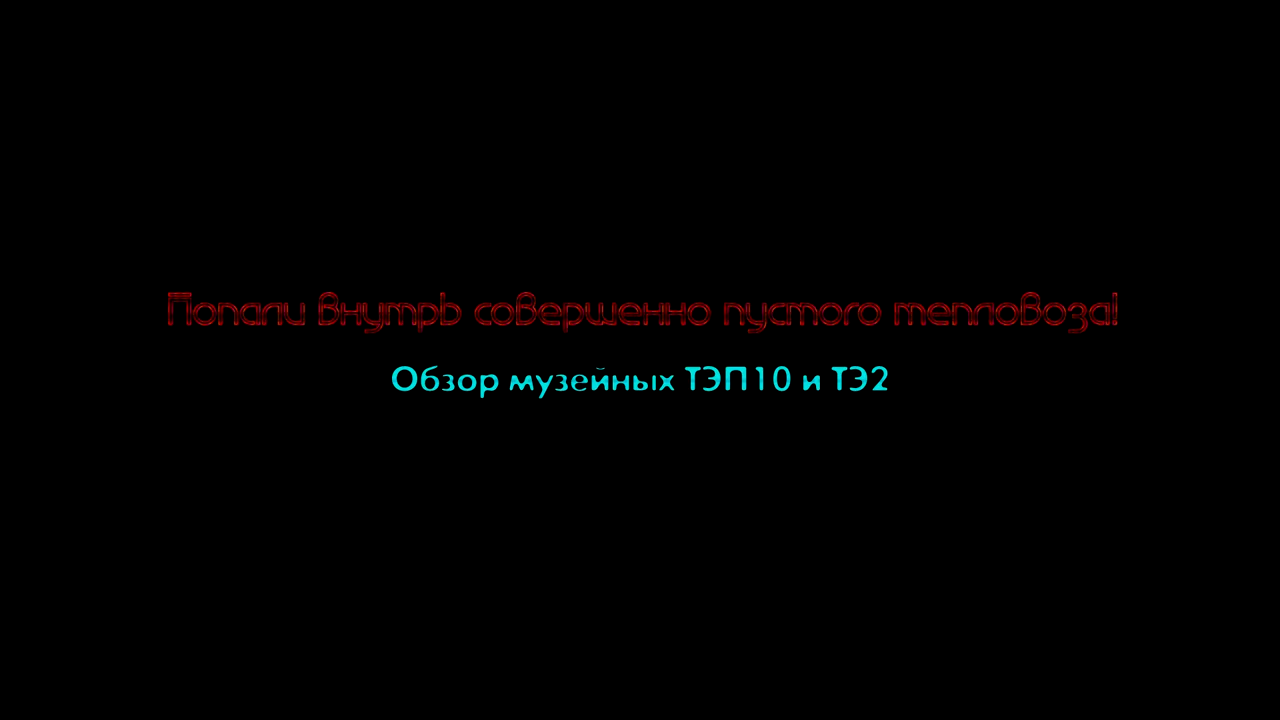 Попали внутрь совершенно пустого тепловоза!
Обзор музейных ТЭП10 и ТЭ2